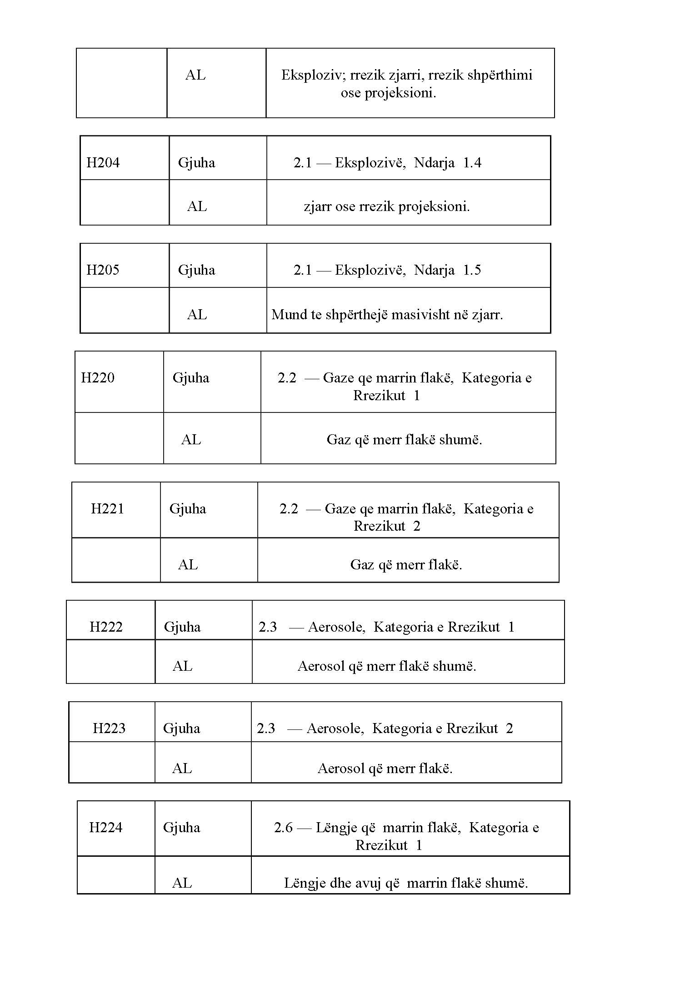 AL Eksploziv; rrezik zjarri, rrezik shpërthimi
ose projeksioni.
H204 Gjuha 2.1 — Eksplozivë, Ndarja 1.4
AL zjarr ose rrezik projeksioni.
H205 Gjuha 2.1 — Eksplozivë, Ndarja 1.5
AL Mund te shpërthejë masivisht në zjarr.
H220 Gjuha 2.2 — Gaze qe marrin flakë, Kategoria e
Rrezikut 1
AL Gaz që merr flakë shumë.
H221 Gjuha 2.2 — Gaze qe marrin flakë, Kategoria e
Rrezikut 2
AL Gaz që merr flakë.
H222 Gjuha 2.3 — Aerosole, Kategoria e Rrezikut 1
AL Aerosol që merr flakë shumë.
H223 Gjuha 2.3 — Aerosole, Kategoria e Rrezikut 2
AL Aerosol që merr flakë.
H224 Gjuha 2.6 — Lëngje që marrin flakë, Kategoria e
Rrezikut 1
AL Lëngje dhe avuj që marrin flakë shumë.